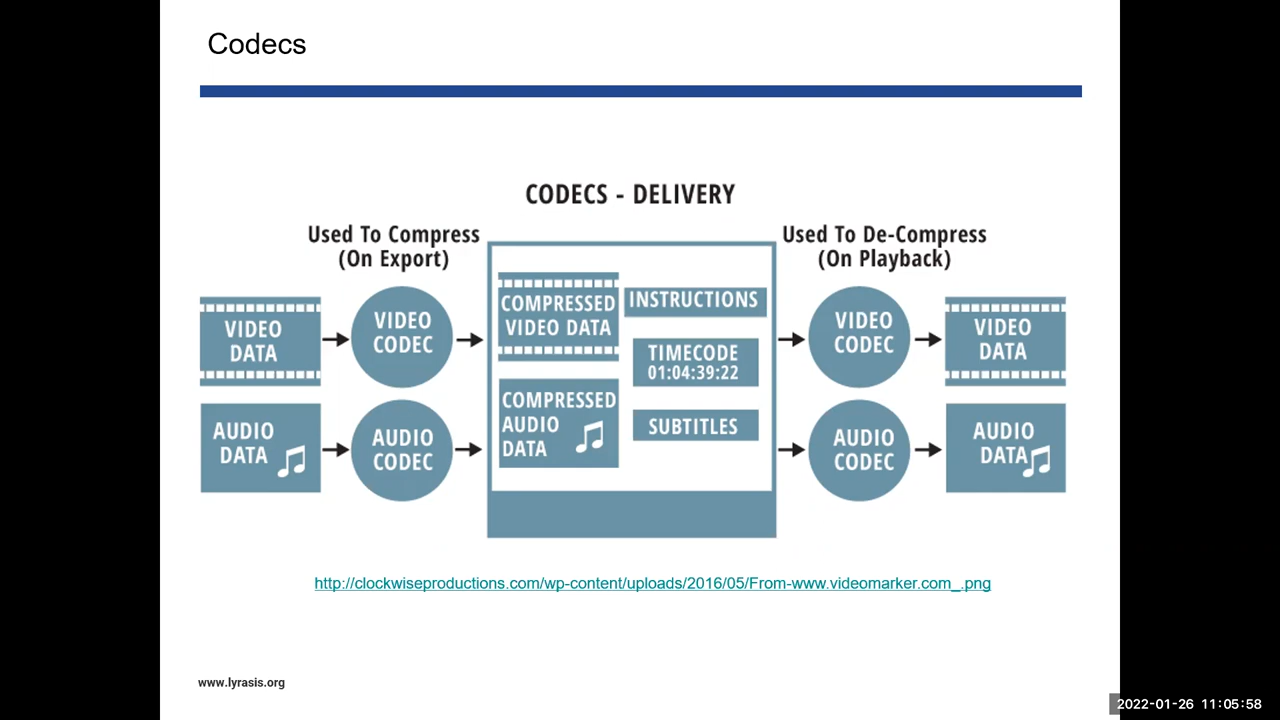 Codecs
CODECS - DELIVERY
Used To Compress
(On Export)
Used To De-Compress
(On Playback)
VIDEO
DATA
VIDEO
CODEC
COMPRESSED
VIDEO DATA
INSTRUCTIONS
TIMECODE
01:04:39:22
VIDEO
CODEC
VIDEO
DATA
AUDIO
DATA
AUDIO
CODEC
COMPRESSED
AUDIO
DATA
SUBTITLES
AUDIO
CODEC
AUDIO
DATA
http://clockwiseproductions.com/wp-content/uploads/2016/05/From-www.videomarker.com_.png
www.lyrasis.org
2022-01-26 11:05:58